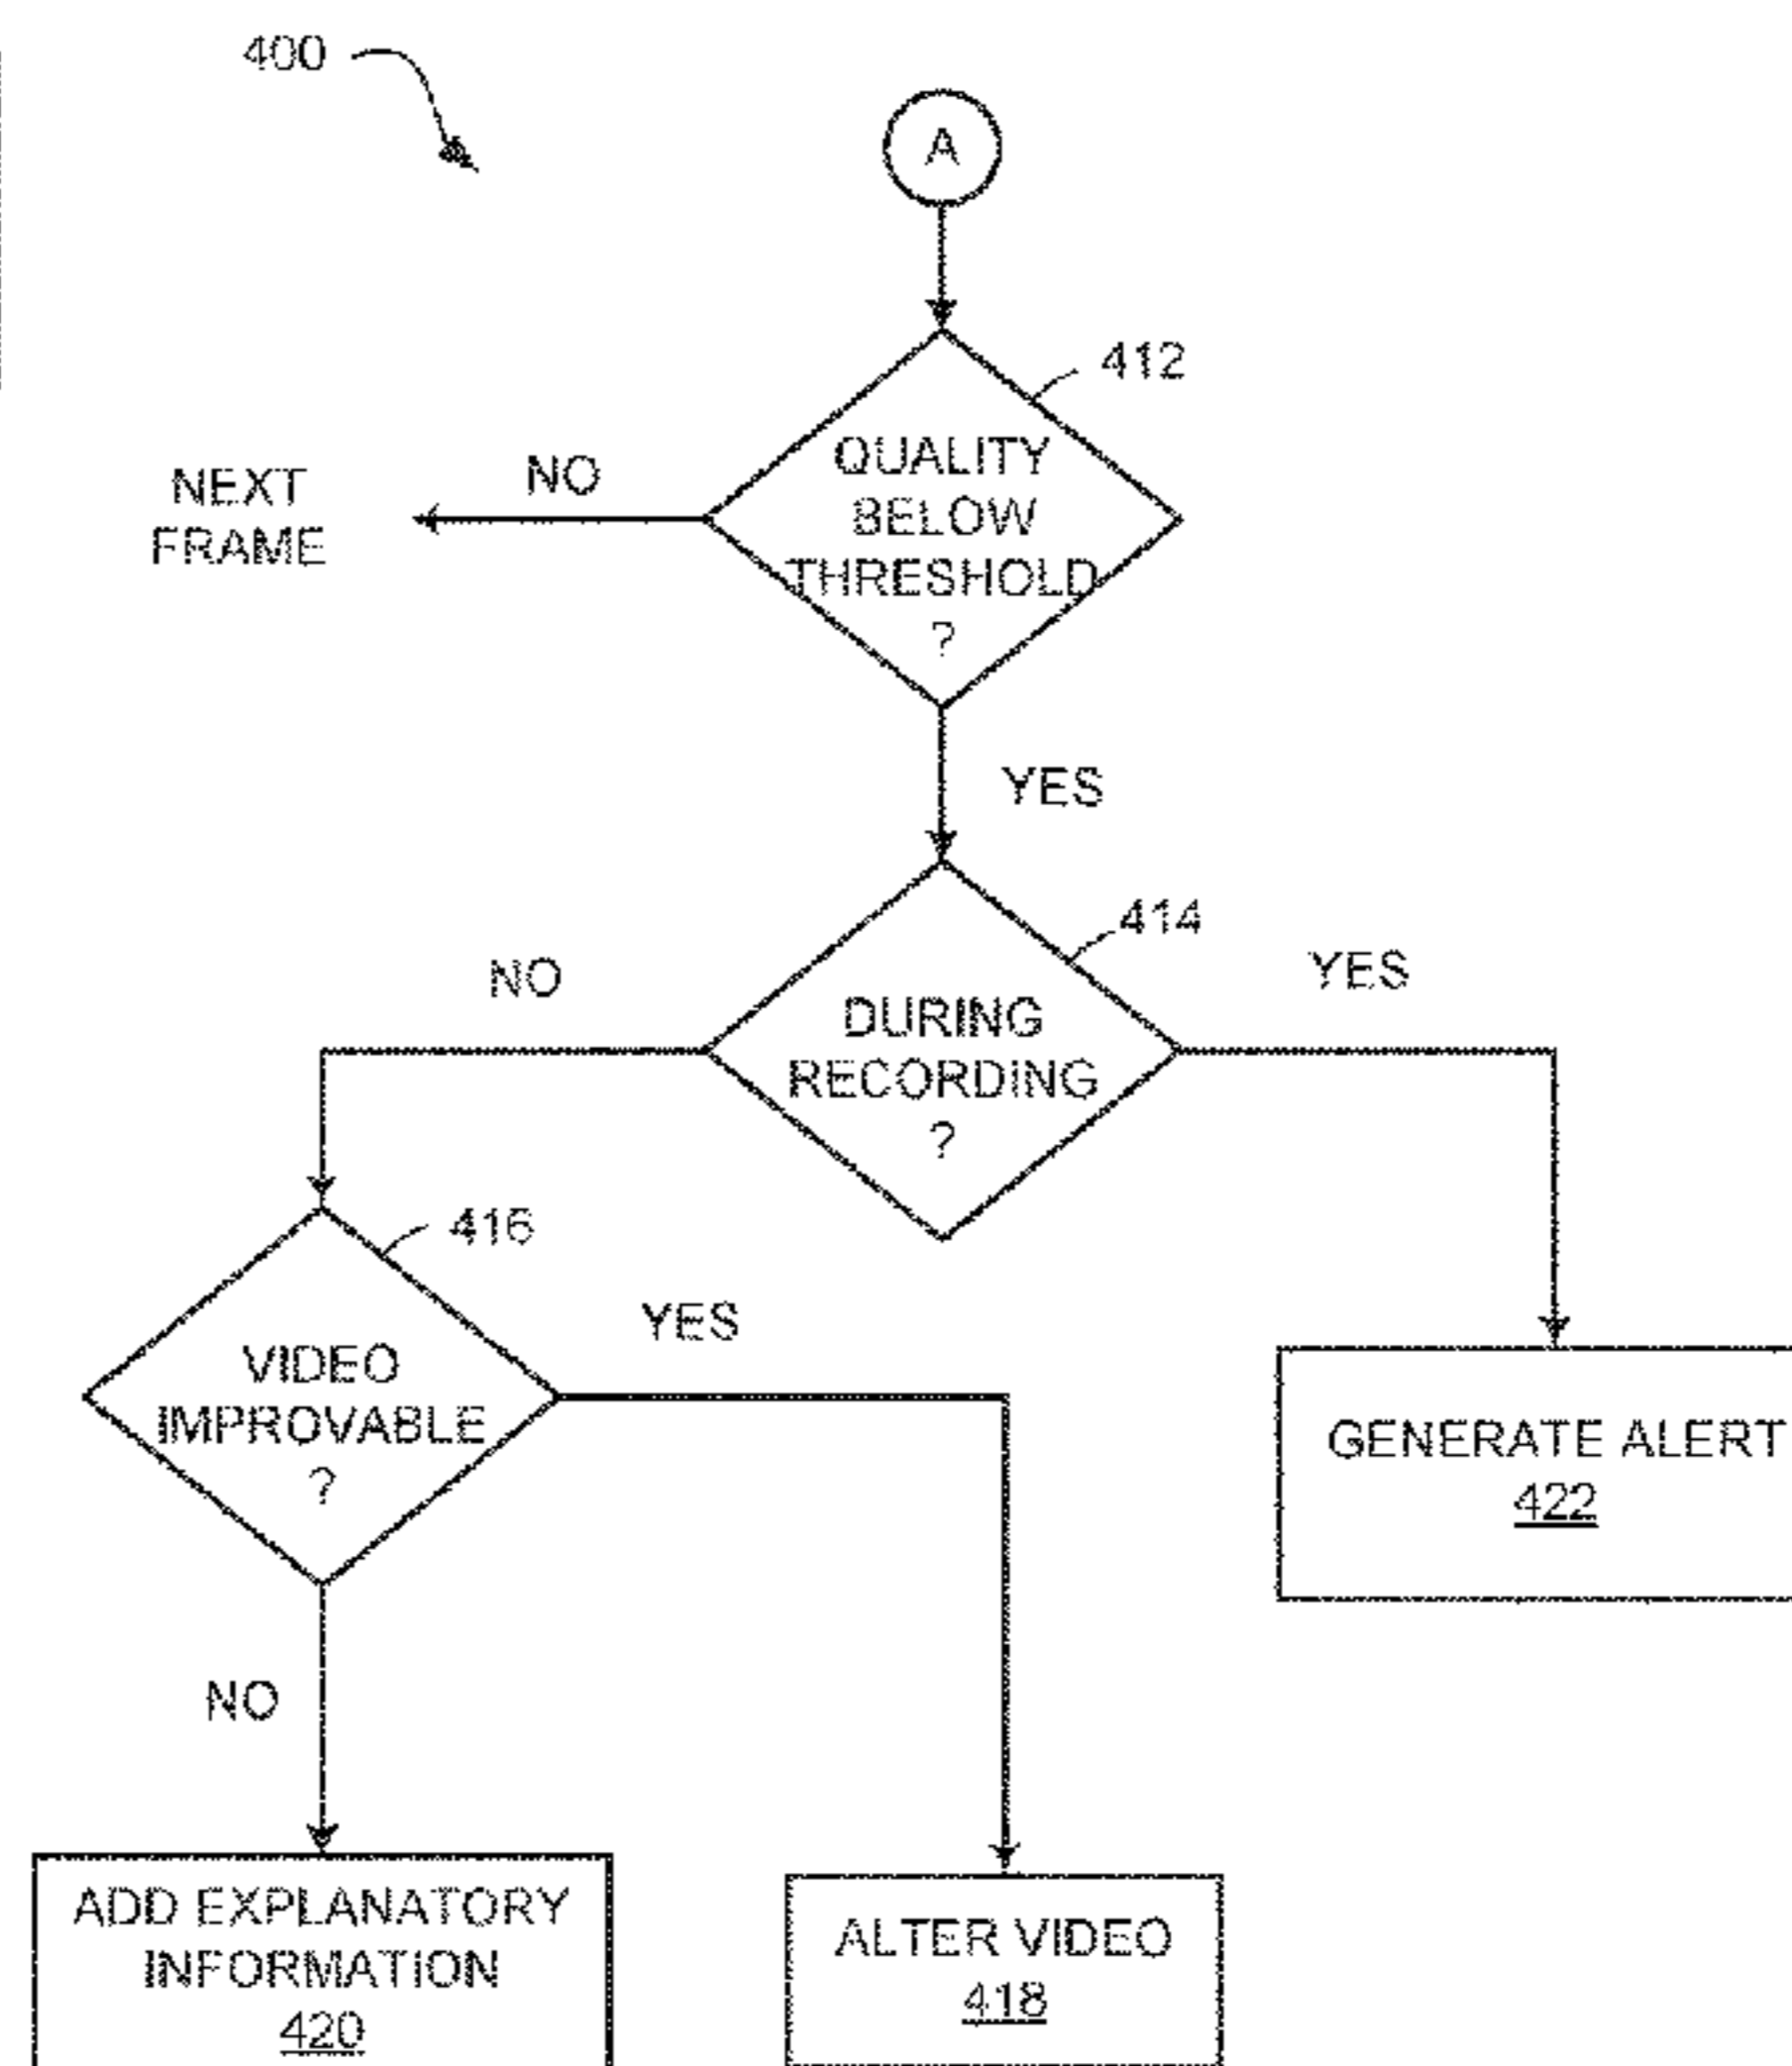 400
A
412
QUALITY
BELOW
THRESHOLD
?
NO
NEXT
FRAME
YES
414
DURING
RECORDING
?
NO
YES
416
VIDEO
IMPROVABLE
?
YES
GENERATE ALERT
422
NO
ADD EXPLANATORY
INFORMATION
420
ALTER VIDEO
418